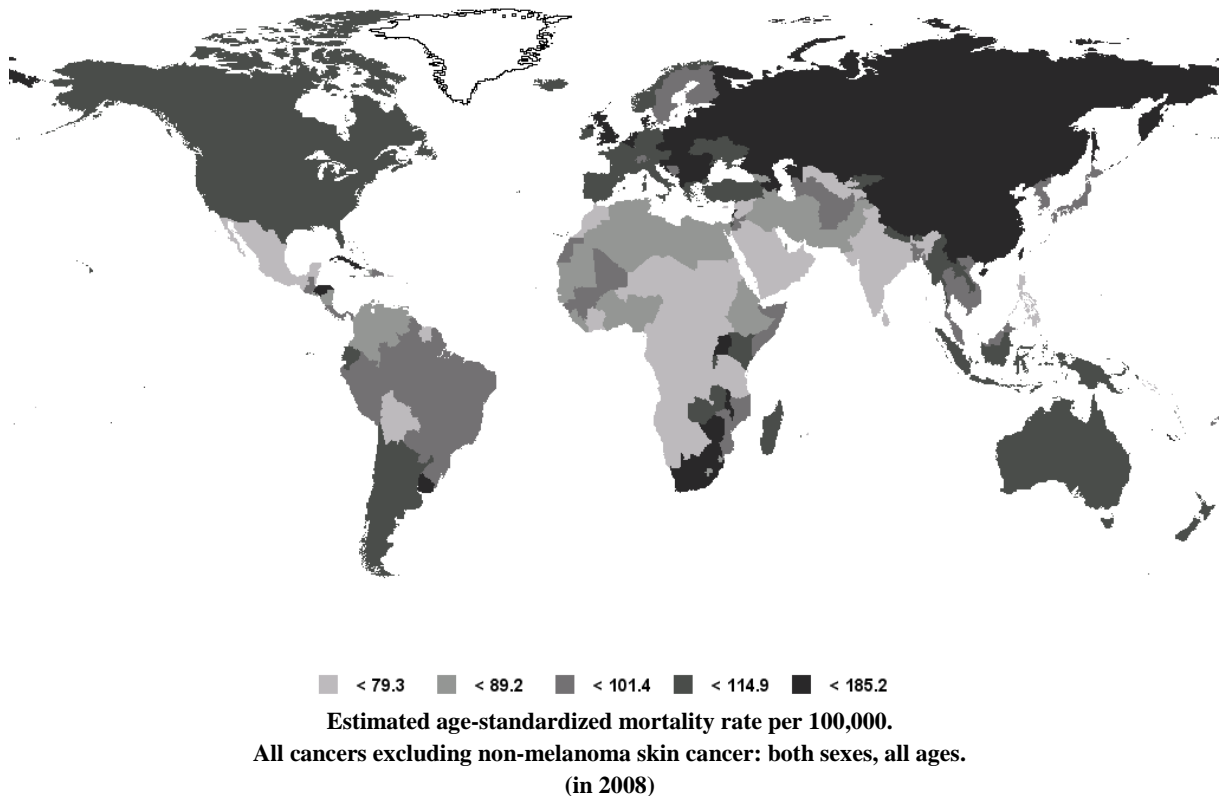 < 79.3 < 89.2 < 101.4 < 114.9 < 185.2
Estimated age-standardized mortality rate per 100,000.
All cancers excluding non-melanoma skin cancer: both sexes, all ages.
(in 2008)